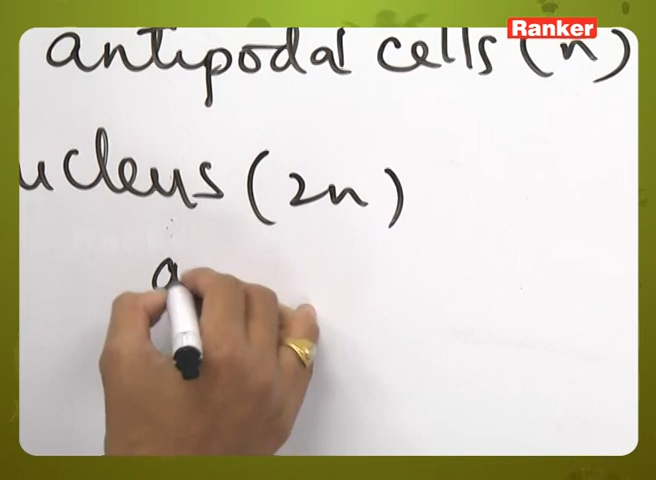 Ranker
antipodal cells (n)
ucleus (2n)
a